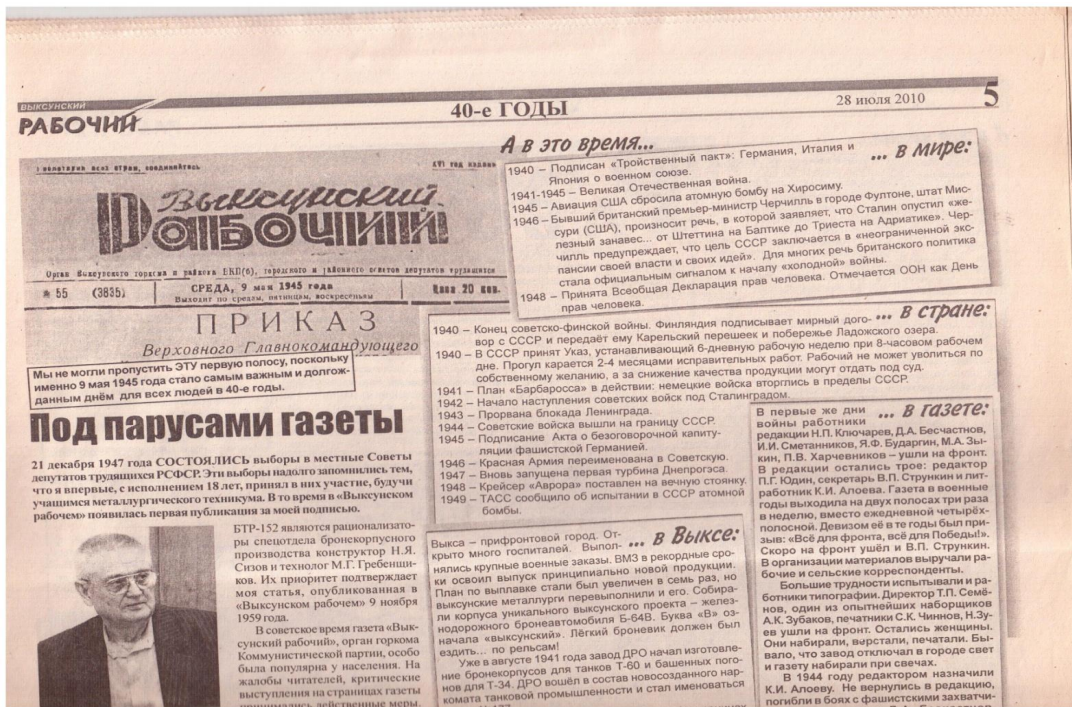 ВЫКСУНСКИЙ
РАБОЧИЙ
40-е ГОДЫ
28 июля 2010
5
Пролетарии всех стран, соединяйтесь
XVI год издания
Выксунский
Рабочий
Орган Выксунского горкома и райкома ВКП(б), городского и районного советов депутатов трудящихся
№ 55 (3835)
СРЕДА, 9 мая 1945 года
Выходит по средам, пятницам, воскресеньям
Цена 20 коп.
ПРИКАЗ
Верховного Главнокомандующего
Мы не могли пропустить ЭТУ первую полосу, поскольку
именно 9 мая 1945 года стало самым важным и долгож-
данным днём для всех людей в 40-е годы.
Под парусами газеты
21 декабря 1947 года СОСТОЯЛИСЬ выборы в местные Советы
депутатов трудящихся РСФСР. Эти выборы надолго запомнились тем,
что я впервые, с исполнением 18 лет, принял в них участие, будучи
учащимся металлургического техникума. В то время в «Выксунском
рабочем» появилась первая публикация за моей подписью.
БТР-152 являются рационализато-
ры спецотдела бронекорпусного
производства конструктор Н.Я.
Сизов и технолог М.Г. Гребенщи-
ков. Их приоритет подтверждает
моя статья, опубликованная в
«Выксунском рабочем» 9 ноября
1959 года.
В советское время газета «Вык-
сунский рабочий», орган горкома
Коммунистической партии, особо
была популярна у населения. На
жалобы читателей, критические
выступления на страницах газеты
принимались действенные меры.
А в это время...
... в мире:
1940 – Подписан «Тройственный пакт»: Германия, Италия и
Япония о военном союзе.
1941-1945 – Великая Отечественная война.
1945 – Авиация США сбросила атомную бомбу на Хиросиму.
1946 – Бывший британский премьер-министр Черчилль в городе Фултоне, штат Мис-
сури (США), произносит речь, в которой заявляет, что Сталин опустил «же-
лезный занавес... от Штеттина на Балтике до Триеста на Адриатике». Чер-
чилль предупреждает, что цель СССР заключается в «неограниченной экс-
пансии своей власти и своих идей». Для многих речь британского политика
стала официальным сигналом к началу «холодной» войны.
1948 – Принята Всеобщая Декларация прав человека. Отмечается ООН как День
прав человека.
... в стране:
1940 – Конец советско-финской войны. Финляндия подписывает мирный дого-
вор с СССР и передаёт ему Карельский перешеек и побережье Ладожского озера.
1940 – В СССР принят Указ, устанавливающий 6-дневную рабочую неделю при 8-часовом рабочем
дне. Прогул карается 2-4 месяцами исправительных работ. Рабочий не может уволиться по
собственному желанию, а за снижение качества продукции могут отдать под суд.
1941 – План «Барбаросса» в действии: немецкие войска вторглись в пределы СССР.
1942 – Начало наступления советских войск под Сталинградом.
1943 – Прорвана блокада Ленинграда.
1944 – Советские войска вышли на границу СССР.
1945 – Подписание Акта о безоговорочной капиту-
ляции фашистской Германией.
1946 – Красная Армия переименована в Советскую.
1947 – Вновь запущена первая турбина Днепрогэса.
1948 – Крейсер «Аврора» поставлен на вечную стоянку.
1949 – ТАСС сообщило об испытании в СССР атомной
бомбы.
... в Выксе:
Выкса – прифронтовой город. От-
крыто много госпиталей. Выпол-
нялись крупные военные заказы. ВМЗ в рекордные сро-
ки освоил выпуск принципиально новой продукции.
План по выплавке стали был увеличен в семь раз, но
выксунские металлурги перевыполнили и его. Собира-
ли корпуса уникального выксунского проекта – желез-
нодорожного бронеавтомобиля Б-64В. Буква «В» оз-
начала «выксунский». Лёгкий броневик должен был
ездить... по рельсам!
Уже в августе 1941 года завод ДРО начал изготовле-
ние бронекорпусов для танков Т-60 и башенных пого-
нов для Т-34. ДРО вошёл в состав новосозданного нар-
комата танковой промышленности и стал именоваться
... в газете:
В первые же дни
войны работники
редакции Н.П. Ключарев, Д.А. Бесчастнов,
И.И. Сметанников, Я.Ф. Бударгин, М.А. Зы-
кин, П.В. Харчевников – ушли на фронт.
В редакции остались трое: редактор
П.Г. Юдин, секретарь В.П. Стрункин и лит-
работник К.И. Алоева. Газета в военные
годы выходила на двух полосах три раза
в неделю, вместо ежедневной четырёх-
полосной. Девизом её в те годы был при-
зыв: «Всё для фронта, всё для Победы!».
Скоро на фронт ушёл и В.П. Стрункин.
В организации материалов выручали ра-
бочие и сельские корреспонденты.
Большие трудности испытывали и ра-
ботники типографии. Директор Т.П. Семё-
нов, один из опытнейших наборщиков
А.К. Зубаков, печатники С.К. Чиннов, Н.Зу-
ев ушли на фронт. Остались женщины.
Они набирали, верстали, печатали. Бы-
вало, что завод отключал в городе свет
и газету набирали при свечах.
В 1944 году редактором назначили
К.И. Алоеву. Не вернулись в редакцию,
погибли в боях с фашистскими захватчи-